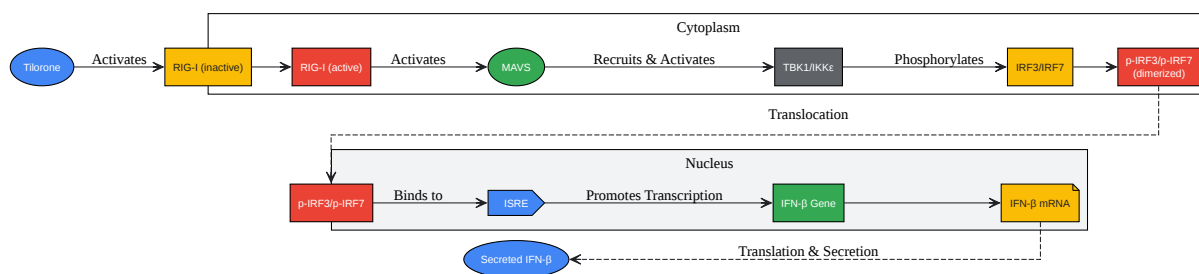 Cytoplasm
Tilorone
Activates
RIG-I (inactive)
RIG-I (active)
Activates
MAVS
Recruits & Activates
TBK1/IKKε
Phosphorylates
IRF3/IRF7
p-IRF3/p-IRF7
(dimerized)
Translocation
Nucleus
p-IRF3/p-IRF7
Binds to
ISRE
Promotes Transcription
IFN-β Gene
IFN-β mRNA
Translation & Secretion
Secreted IFN-β